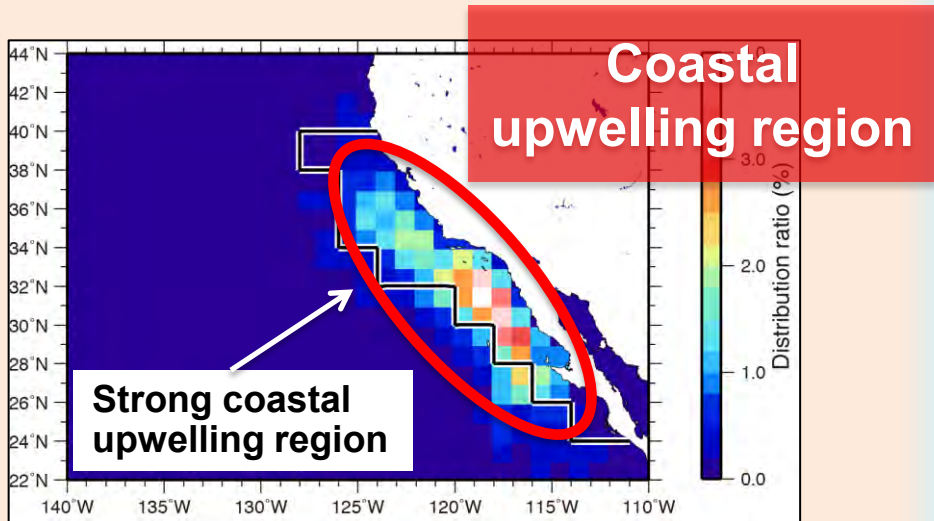 Coastal
upwelling region
44°N
42°N
40°N
38°N
36°N
34°N
32°N
30°N
28°N
26°N
24°N
22°N
Strong coastal
upwelling region
140°W 135°W 130°W 125°W 120°W 115°W 110°W
3.0
2.0
1.0
0.0
Distribution ratio (%)